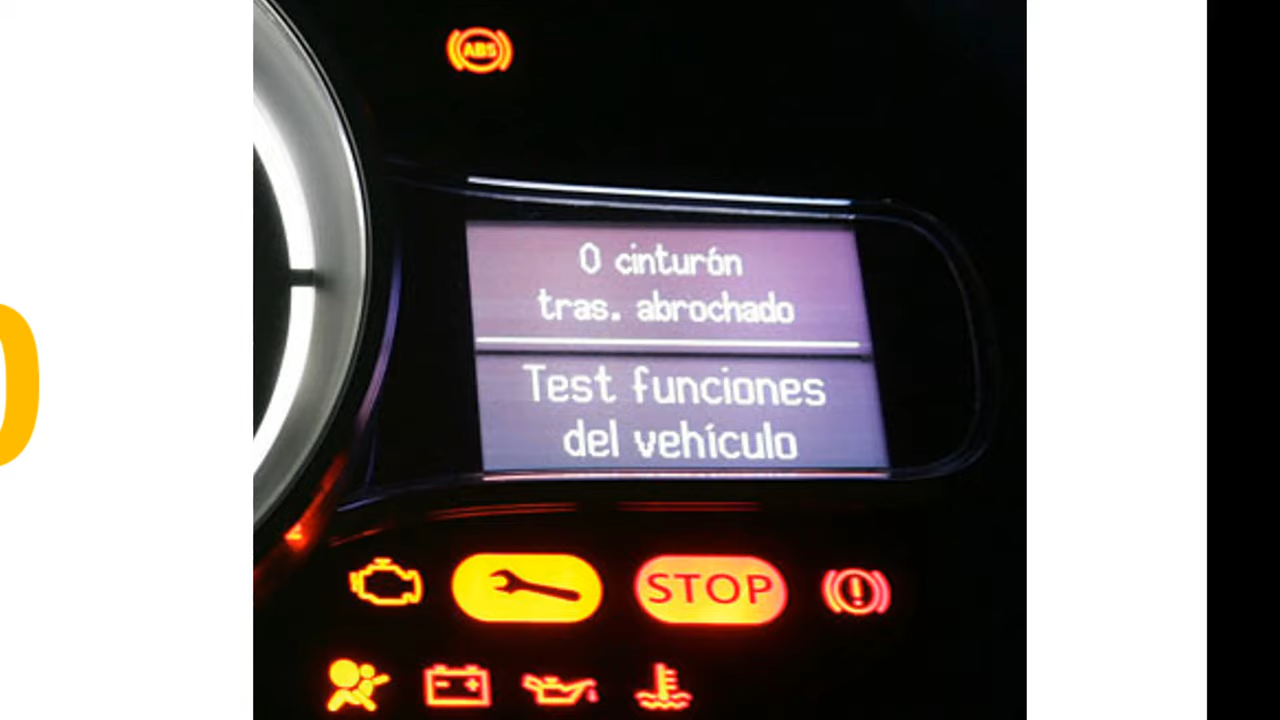 ABS
0 cinturón
tras. abrochado
Test funciones
del vehículo
STOP